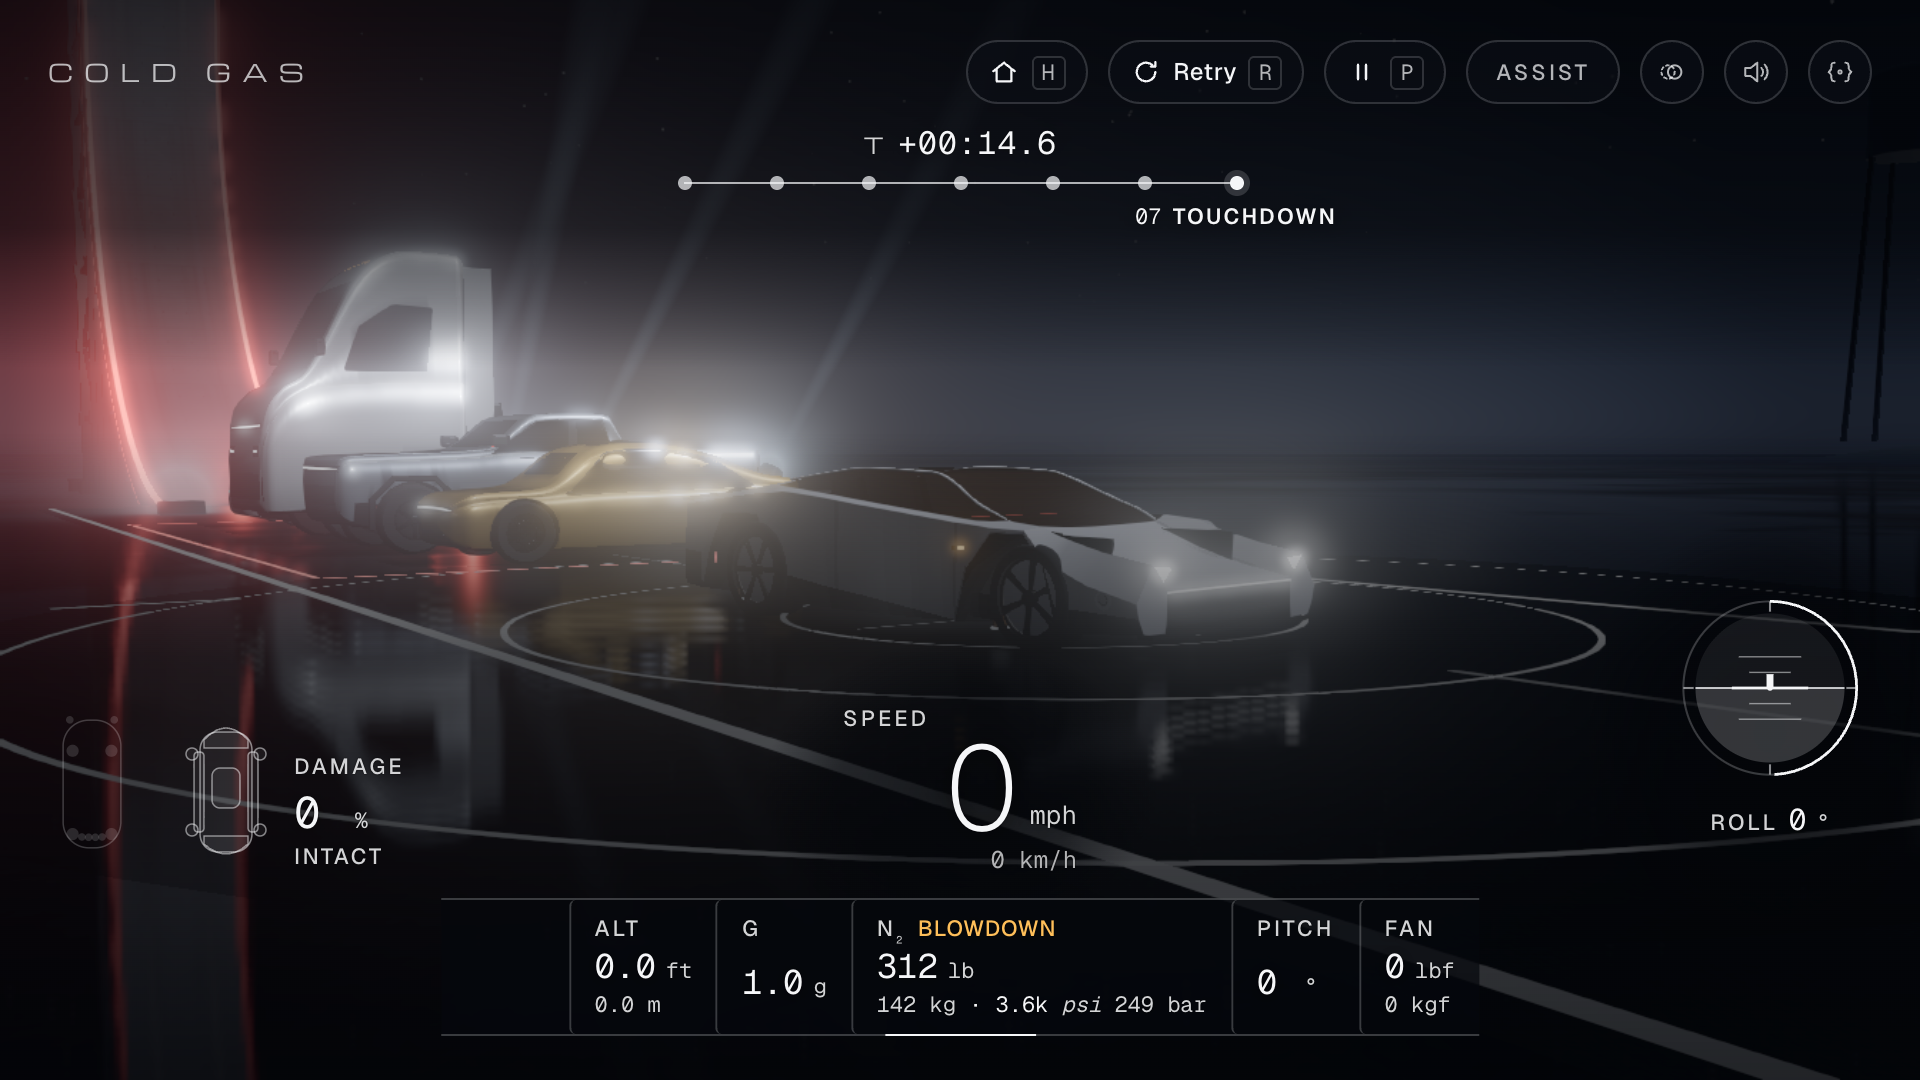 COLD GAS
H
Retry R
P
ASSIST
T +00:14.6
07 TOUCHDOWN
SPEED
0 mph
0 km/h
DAMAGE
0 %
INTACT
ROLL 0 °
ALT
0.0 ft
0.0 m
G
1.0 g
N₂ BLOWDOWN
312 lb
142 kg · 3.6k psi 249 bar
PITCH
0 °
FAN
0 lbf
0 kgf